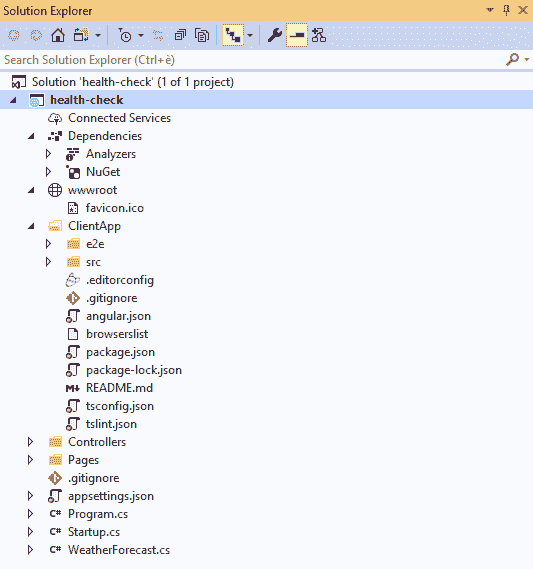 Solution Explorer
Search Solution Explorer (Ctrl+è)
Solution 'health-check' (1 of 1 project)
health-check
Connected Services
Dependencies
Analyzers
NuGet
wwwroot
favicon.ico
ClientApp
e2e
src
.editorconfig
.gitignore
angular.json
browserslist
package.json
package-lock.json
README.md
tsconfig.json
tslint.json
Controllers
Pages
.gitignore
appsettings.json
C# Program.cs
C# Startup.cs
C# WeatherForecast.cs